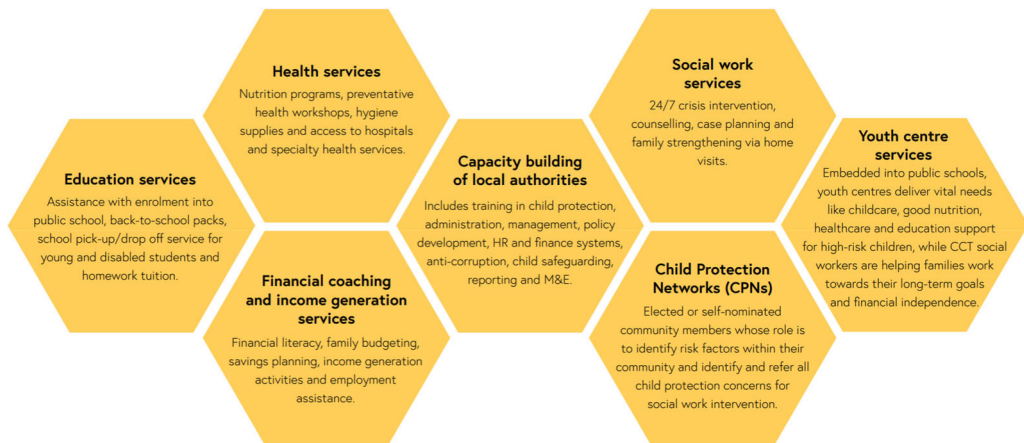 Education services
Assistance with enrolment into
public school, back-to-school packs,
school pick-up/drop off service for
young and disabled students and
homework tuition.
Health services
Nutrition programs, preventative
health workshops, hygiene
supplies and access to hospitals
and specialty health services.
Financial coaching
and income generation
services
Financial literacy, family budgeting,
savings planning, income generation
activities and employment
assistance.
Capacity building
of local authorities
Includes training in child protection,
administration, management, policy
development, HR and finance systems,
anti-corruption, child safeguarding,
reporting and M&E.
Social work
services
24/7 crisis intervention,
counselling, case planning and
family strengthening via home
visits.
Child Protection
Networks (CPNs)
Elected or self-nominated
community members whose role is
to identify risk factors within their
community and identify and refer all
child protection concerns for
social work intervention.
Youth centre
services
Embedded into public schools,
youth centres deliver vital needs
like childcare, good nutrition,
healthcare and education support
for high-risk children, while CCT social
workers are helping families work
towards their long-term goals
and financial independence.